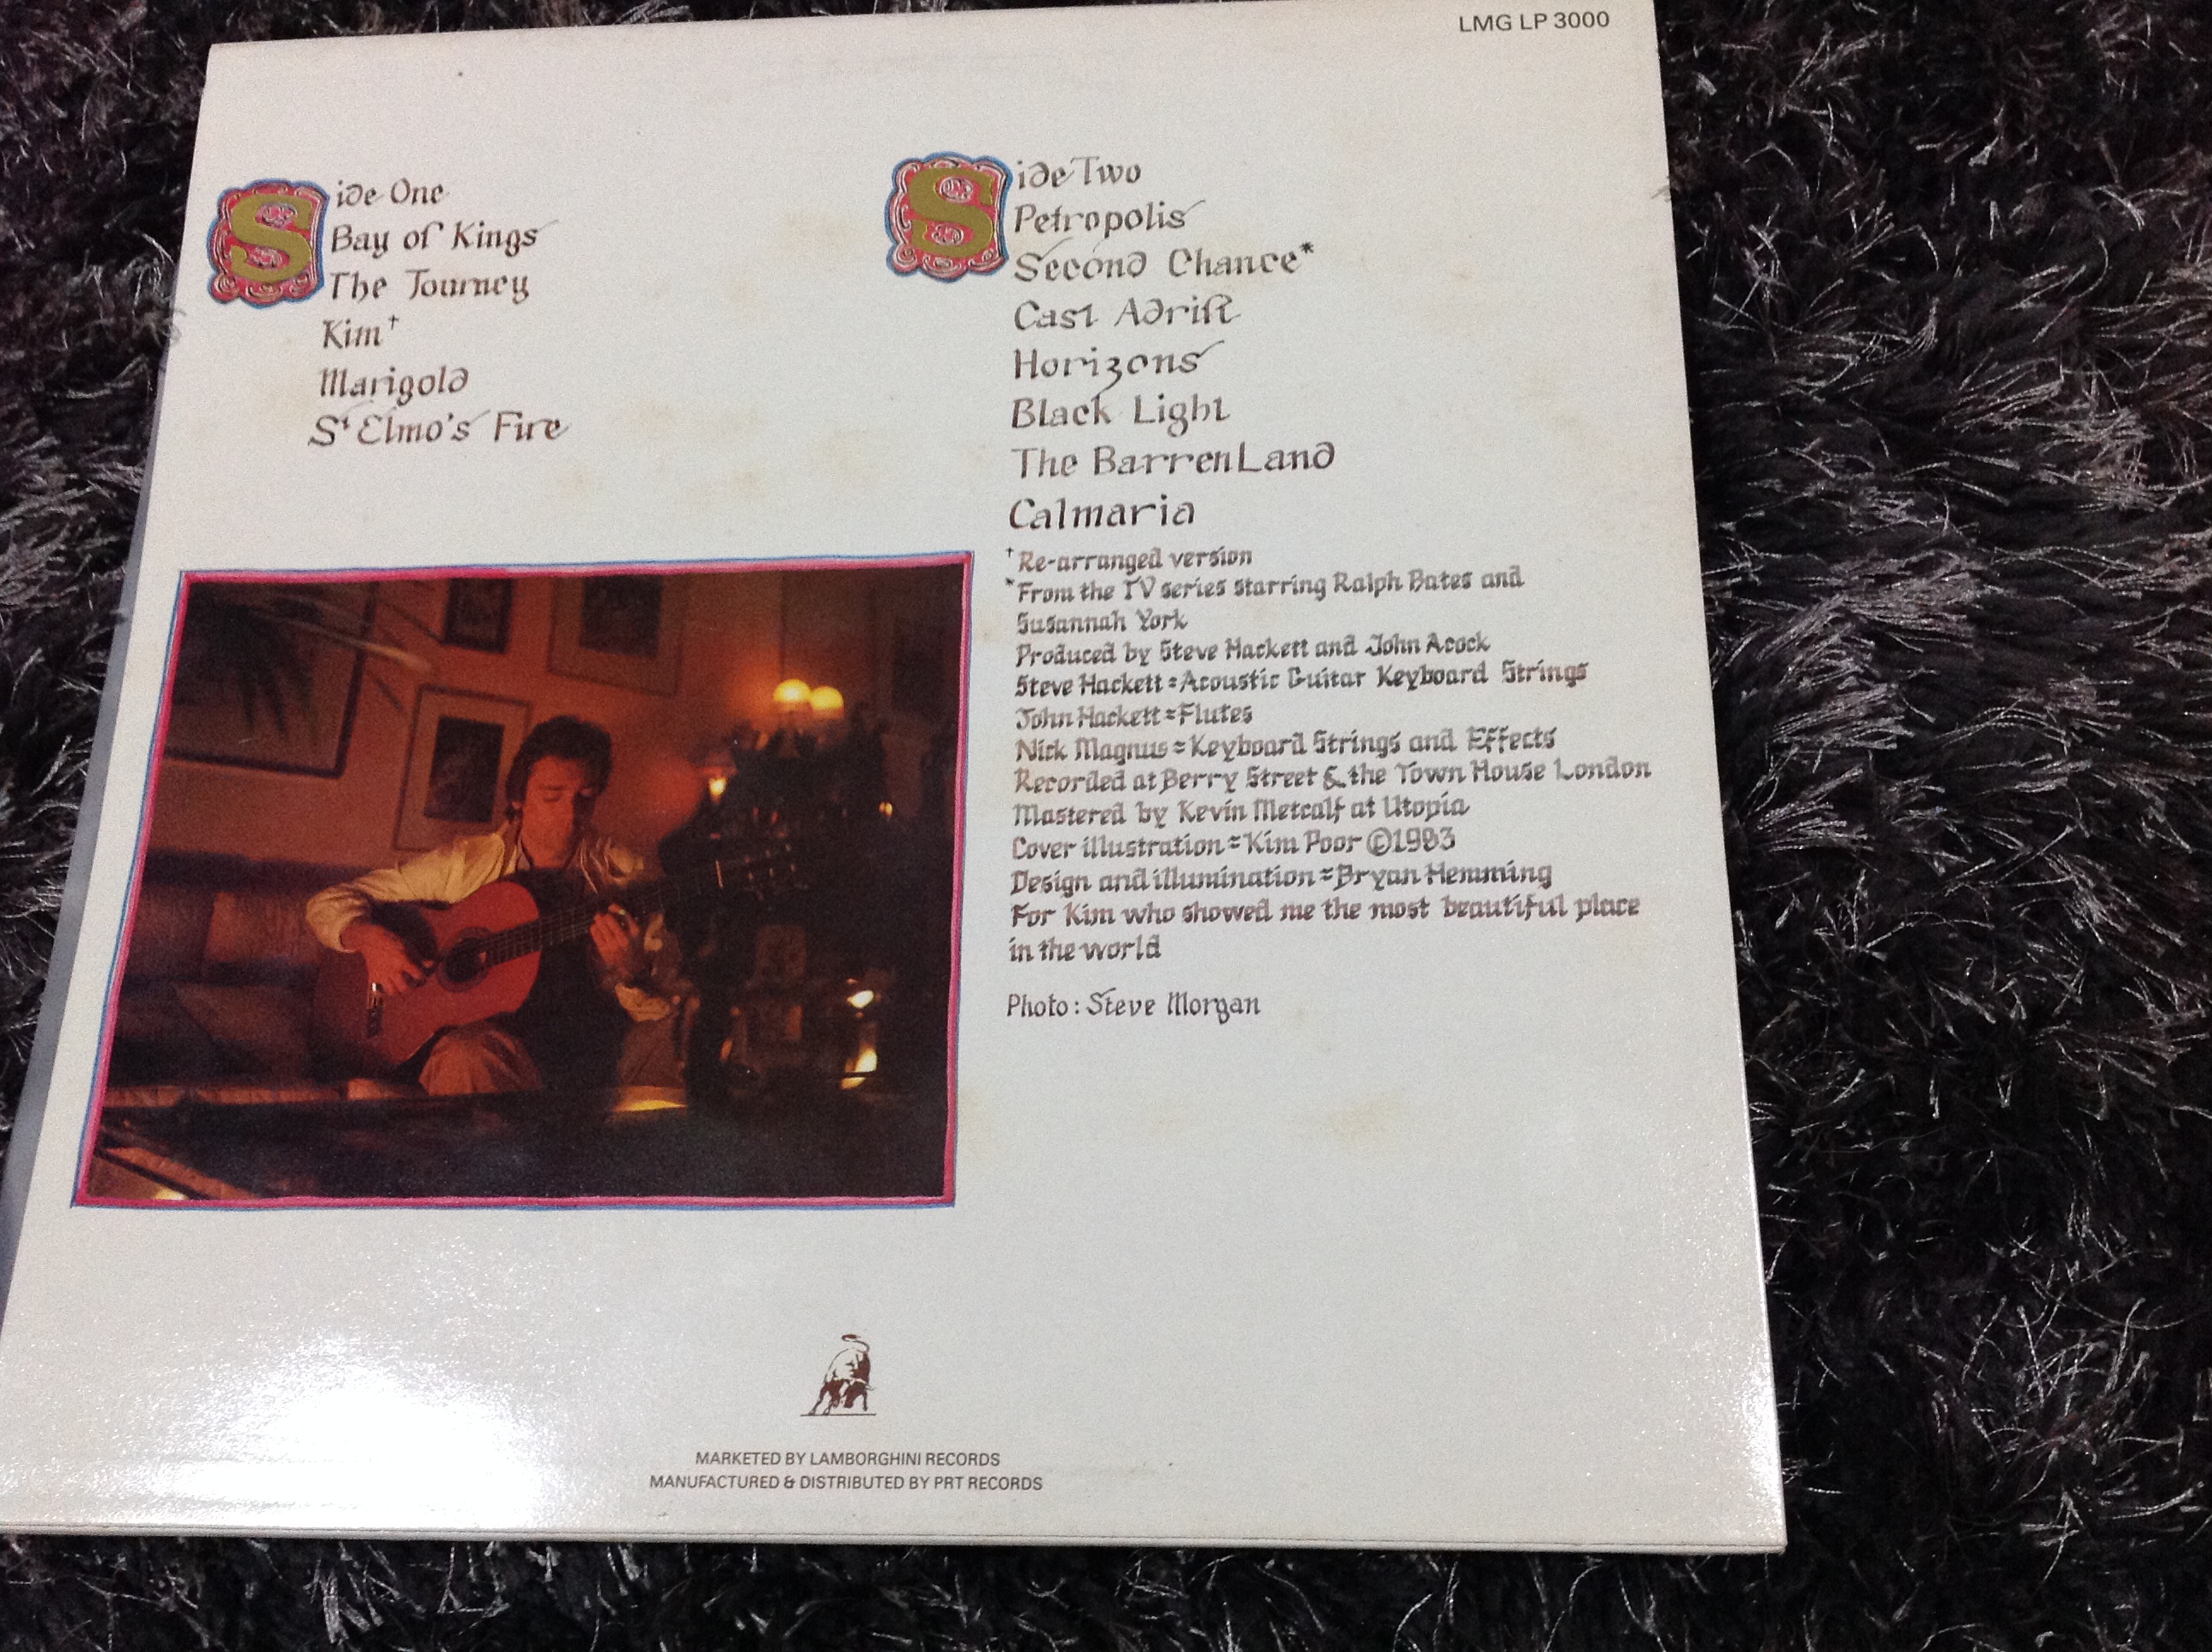 LMG LP 3000
Side One
Bay of Kings
The Journey
Kim†
Marigold
St Elmo's Fire
Side Two
Petropolis
Second Chance*
Cast Adrift
Horizons
Black Light
The Barren Land
Calmaria
†Re-arranged version
*From the TV series starring Ralph Bates and
Susannah York
Produced by Steve Hackett and John Acock
Steve Hackett=Acoustic Guitar Keyboard Strings
John Hackett=Flutes
Nick Magnus=Keyboard Strings and Effects
Recorded at Berry Street & the Town House London
Mastered by Kevin Metcalf at Utopia
Cover illustration=Kim Poor ©1983
Design and illumination=Bryan Hemming
For Kim who showed me the most beautiful place
in the world
Photo: Steve Morgan
MARKETED BY LAMBORGHINI RECORDS
MANUFACTURED & DISTRIBUTED BY PRT RECORDS